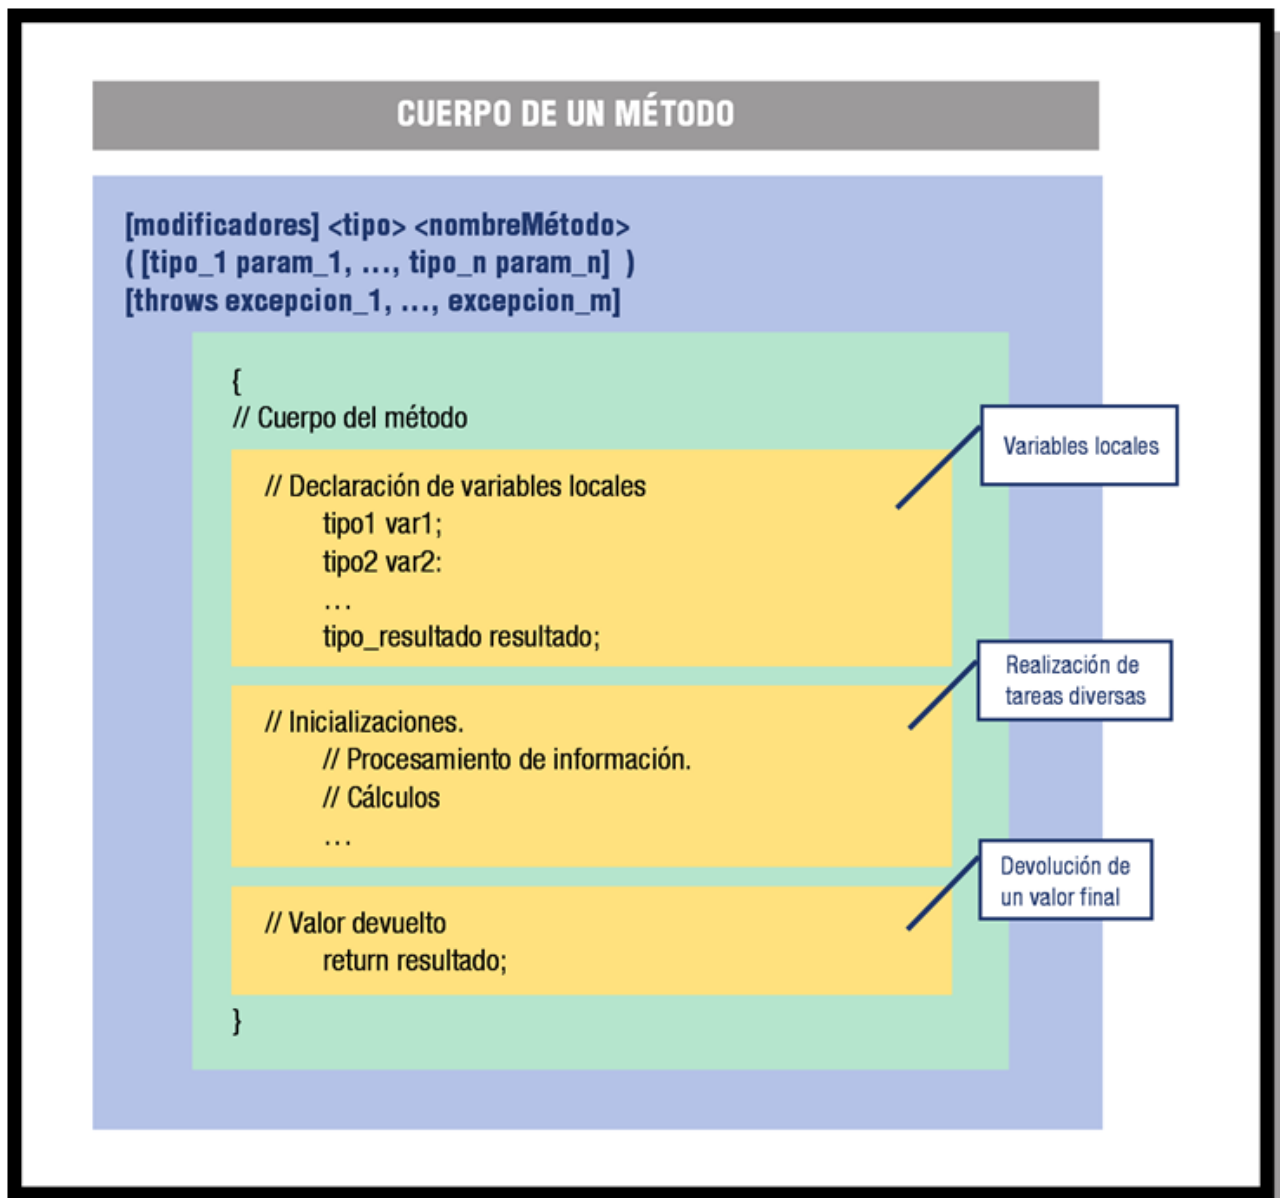 CUERPO DE UN MÉTODO
[modificadores] <tipo> <nombreMétodo>
( [tipo_1 param_1, ..., tipo_n param_n]  )
[throws excepcion_1, ..., excepcion_m]
{
// Cuerpo del método
// Declaración de variables locales
tipo1 var1;
tipo2 var2:
...
tipo_resultado resultado;
Variables locales
// Inicializaciones.
// Procesamiento de información.
// Cálculos
...
Realización de
tareas diversas
// Valor devuelto
return resultado;
Devolución de
un valor final
}